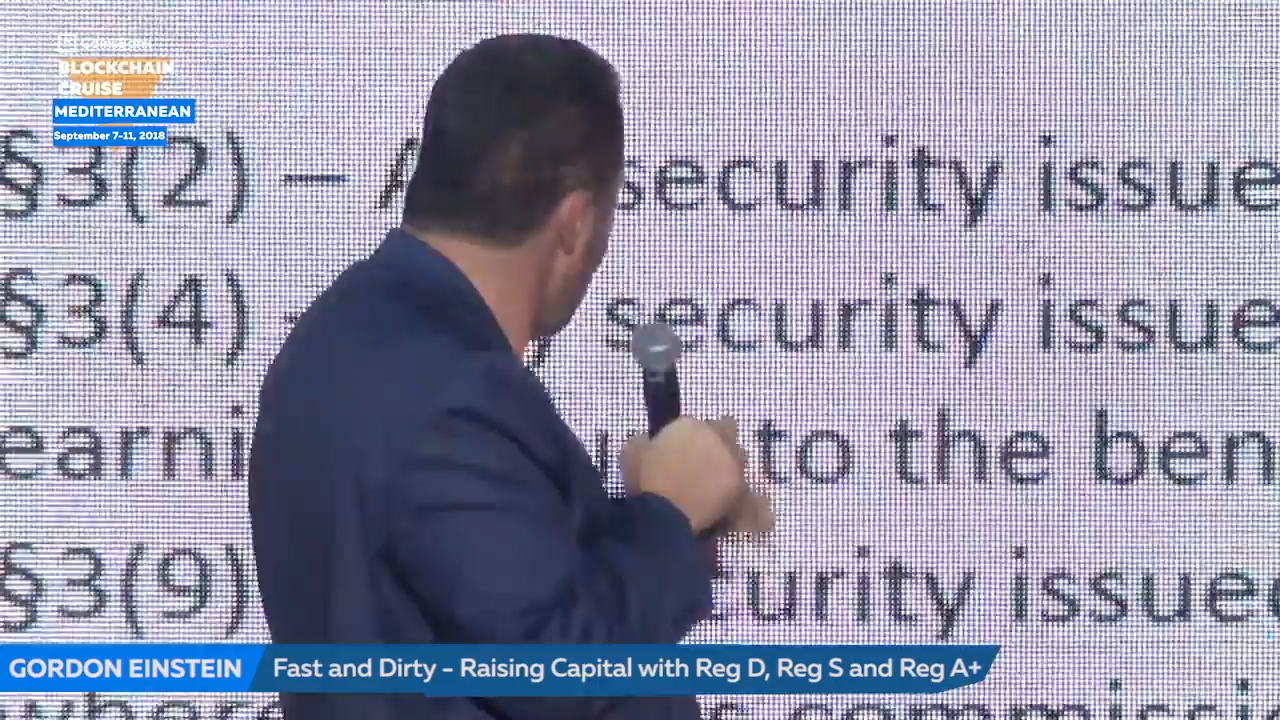 BLOCKCHAIN
CRUISE
MEDITERRANEAN
September 7-11, 2018
§3(2) – A security issue
§3(4) - security issue
earni to the ben
§3(9) curity issue
GORDON EINSTEIN
Fast and Dirty - Raising Capital with Reg D, Reg S and Reg A+